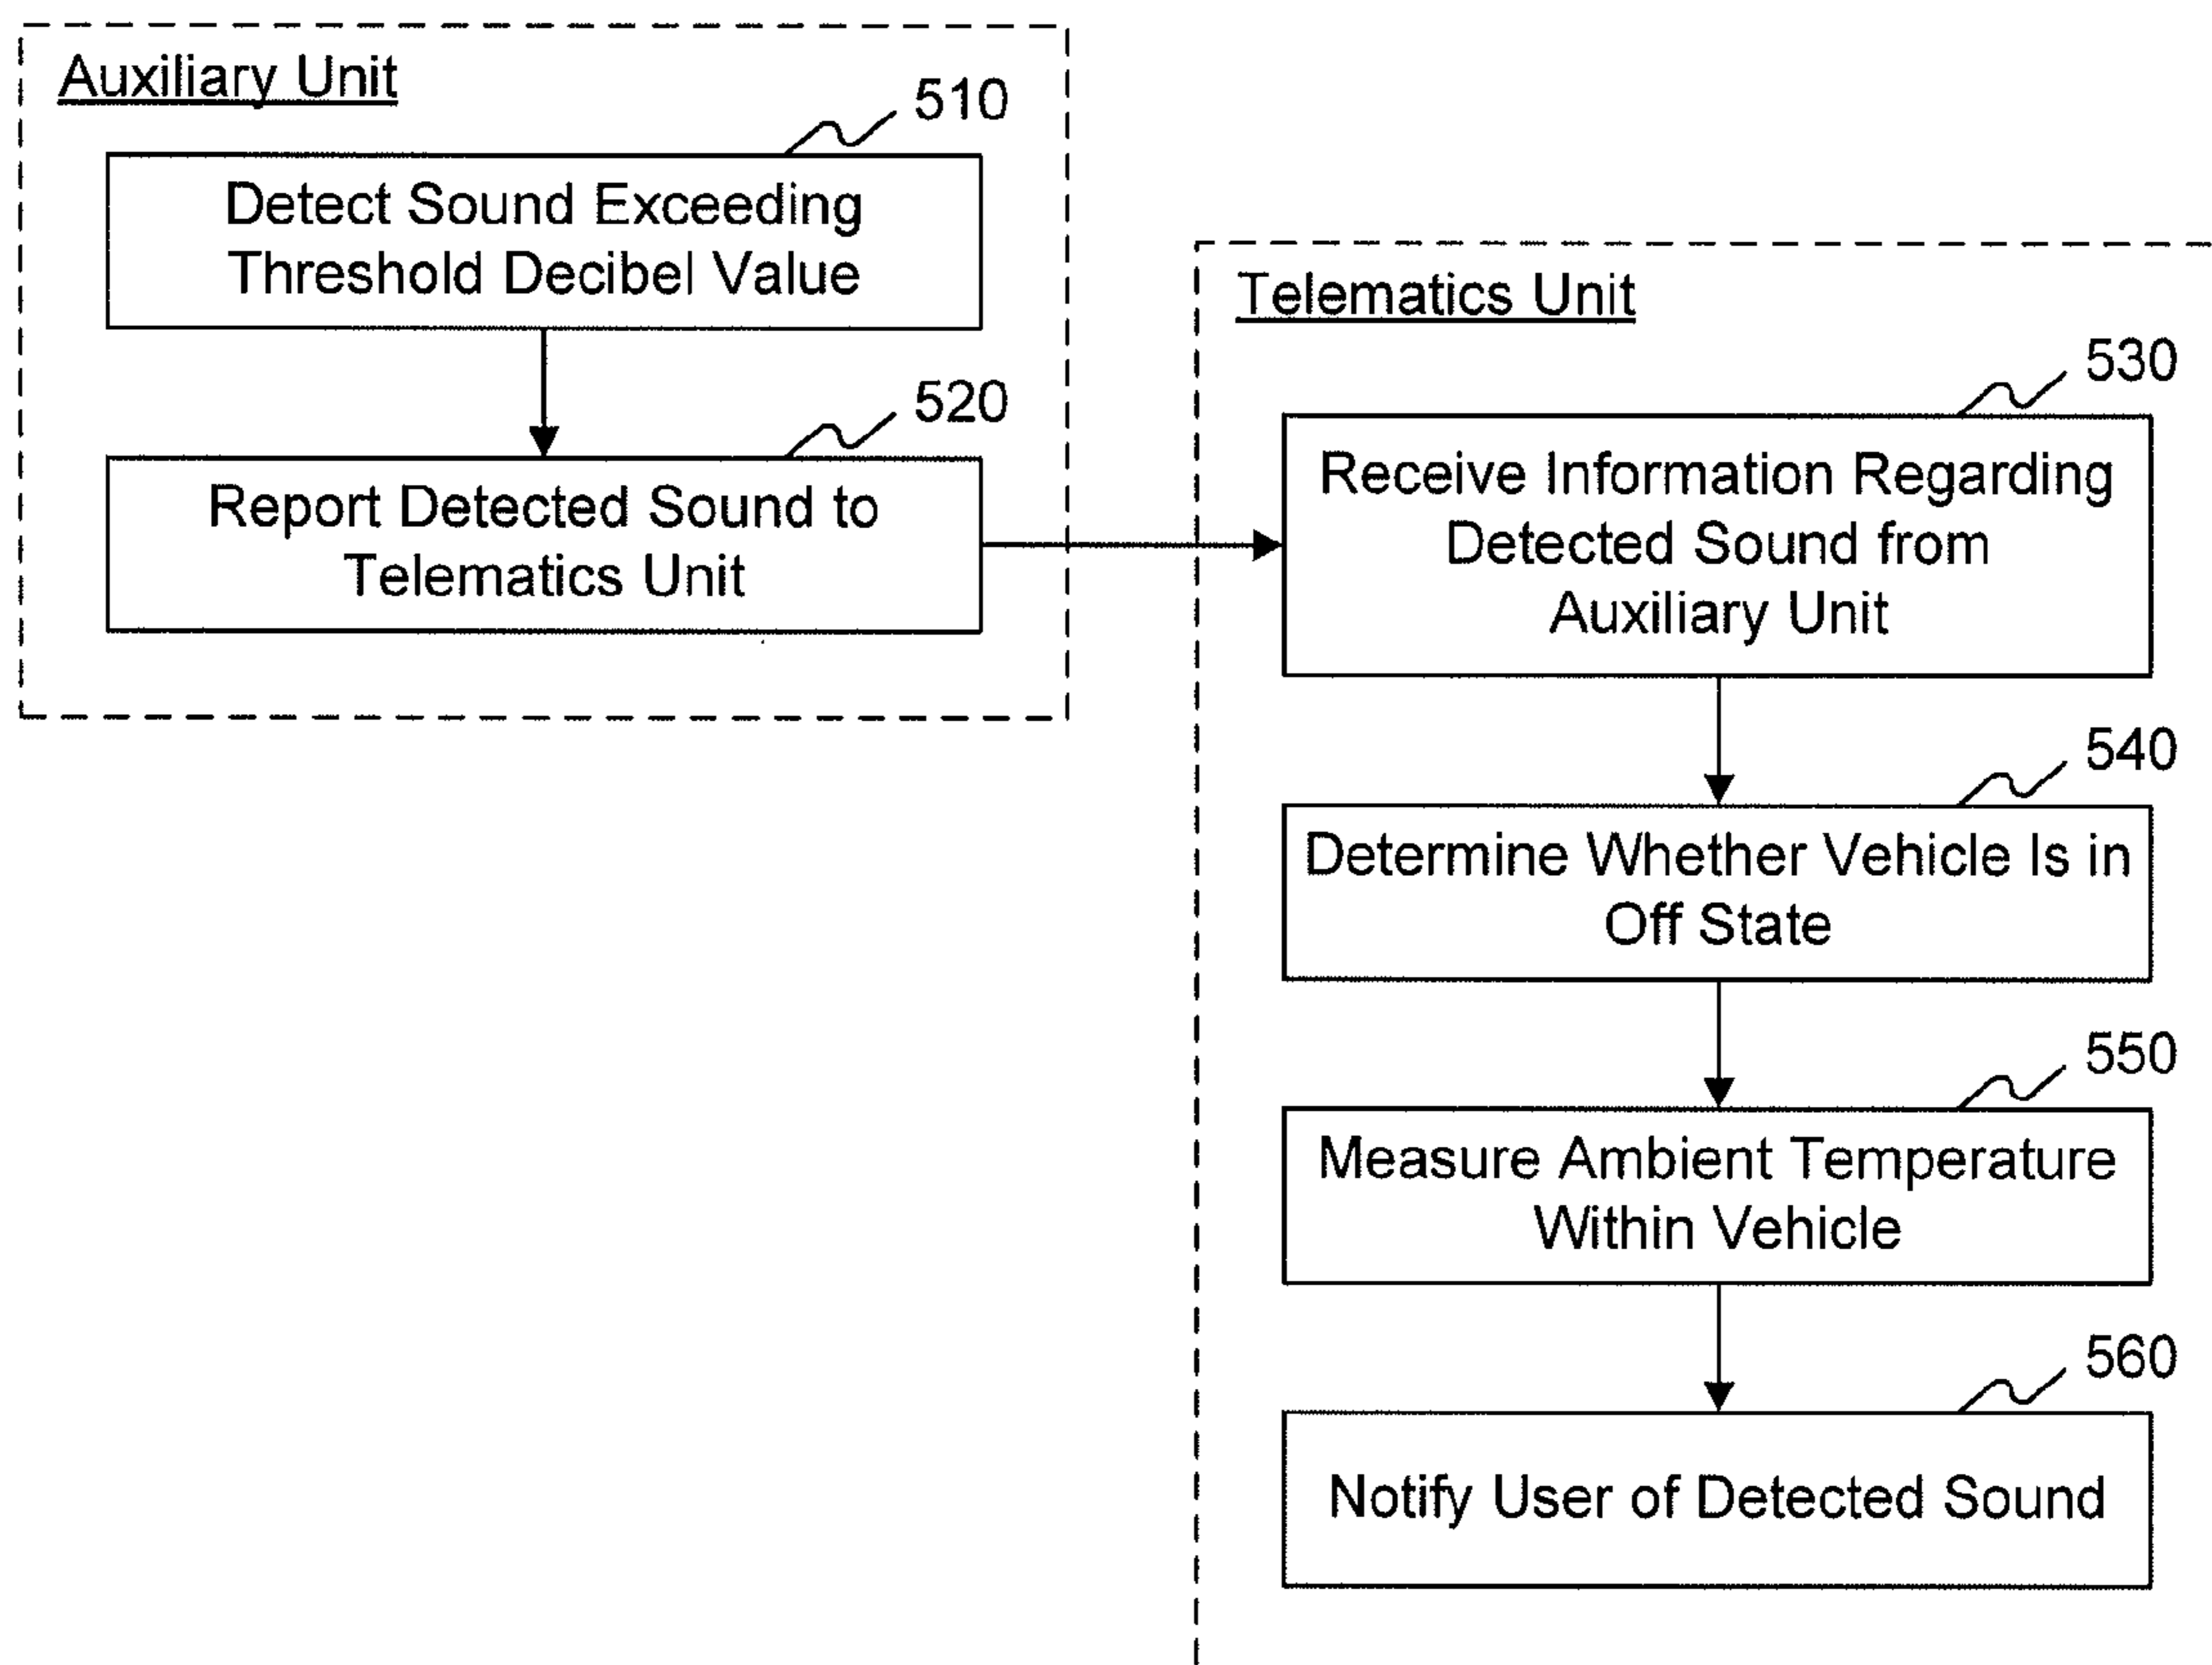 Auxiliary Unit
510
Detect Sound Exceeding
Threshold Decibel Value
520
Report Detected Sound to
Telematics Unit
Telematics Unit
530
Receive Information Regarding
Detected Sound from
Auxiliary Unit
540
Determine Whether Vehicle Is in
Off State
550
Measure Ambient Temperature
Within Vehicle
560
Notify User of Detected Sound